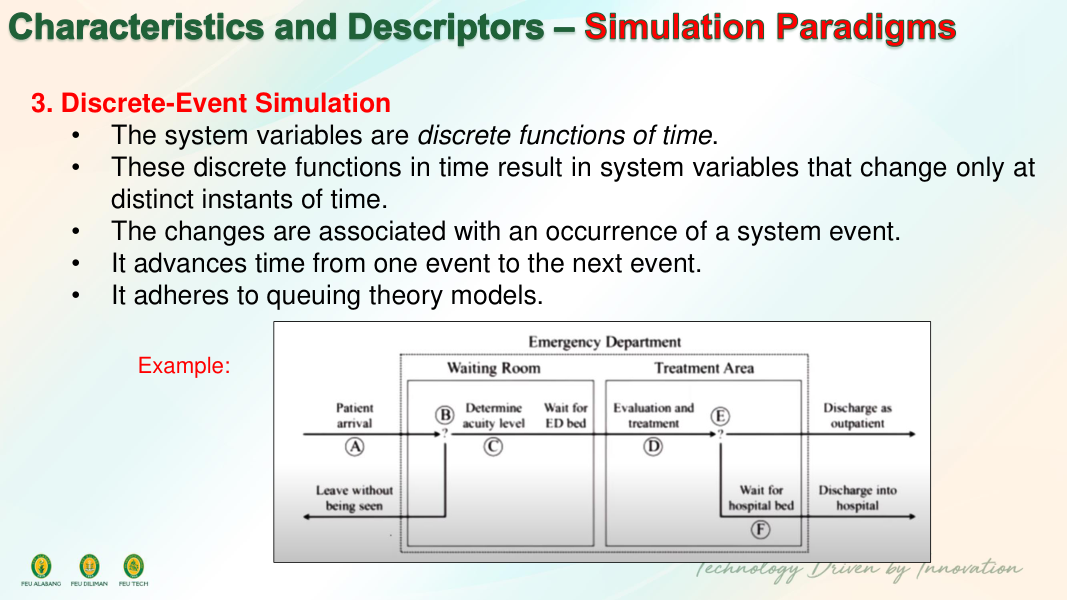 Characteristics and Descriptors – Simulation Paradigms
3. Discrete-Event Simulation
• The system variables are discrete functions of time.
• These discrete functions in time result in system variables that change only at
distinct instants of time.
• The changes are associated with an occurrence of a system event.
• It advances time from one event to the next event.
• It adheres to queuing theory models.
Example:
Emergency Department
Waiting Room
Treatment Area
Patient
arrival
A
B
?
Determine
acuity level
C
Wait for
ED bed
Evaluation and
treatment
D
E
?
Discharge as
outpatient
Leave without
being seen
Wait for
hospital bed
F
Discharge into
hospital
FEU ALABANG
FEU DILIMAN
FEU TECH
Technology Driven by Innovation